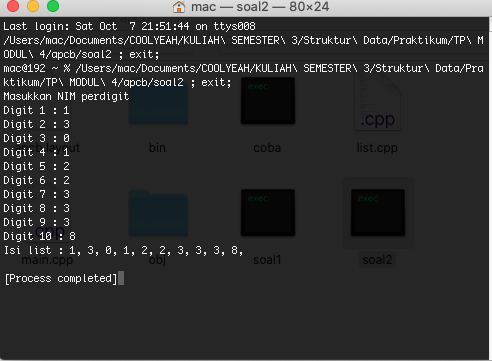 mac — soal2 — 80×24
Last login: Sat Oct  7 21:51:44 on ttys008
/Users/mac/Documents/COOLYEAH/KULIAH\ SEMESTER\ 3/Struktur\ Data/Praktikum/TP\ M
ODUL\ 4/apcb/soal2 ; exit;
mac@192 ~ % /Users/mac/Documents/COOLYEAH/KULIAH\ SEMESTER\ 3/Struktur\ Data/Pra
ktikum/TP\ MODUL\ 4/apcb/soal2 ; exit;
Masukkan NIM perdigit
Digit 1 : 1
Digit 2 : 3
Digit 3 : 0
Digit 4 : 1
Digit 5 : 2
Digit 6 : 2
Digit 7 : 3
Digit 8 : 3
Digit 9 : 3
Digit 10 : 8
Isi list : 1, 3, 0, 1, 2, 2, 3, 3, 3, 8,
[Process completed]
exec
.cpp
bin
coba
list.cpp
exec
exec
main.cpp
obj
soal1
soal2